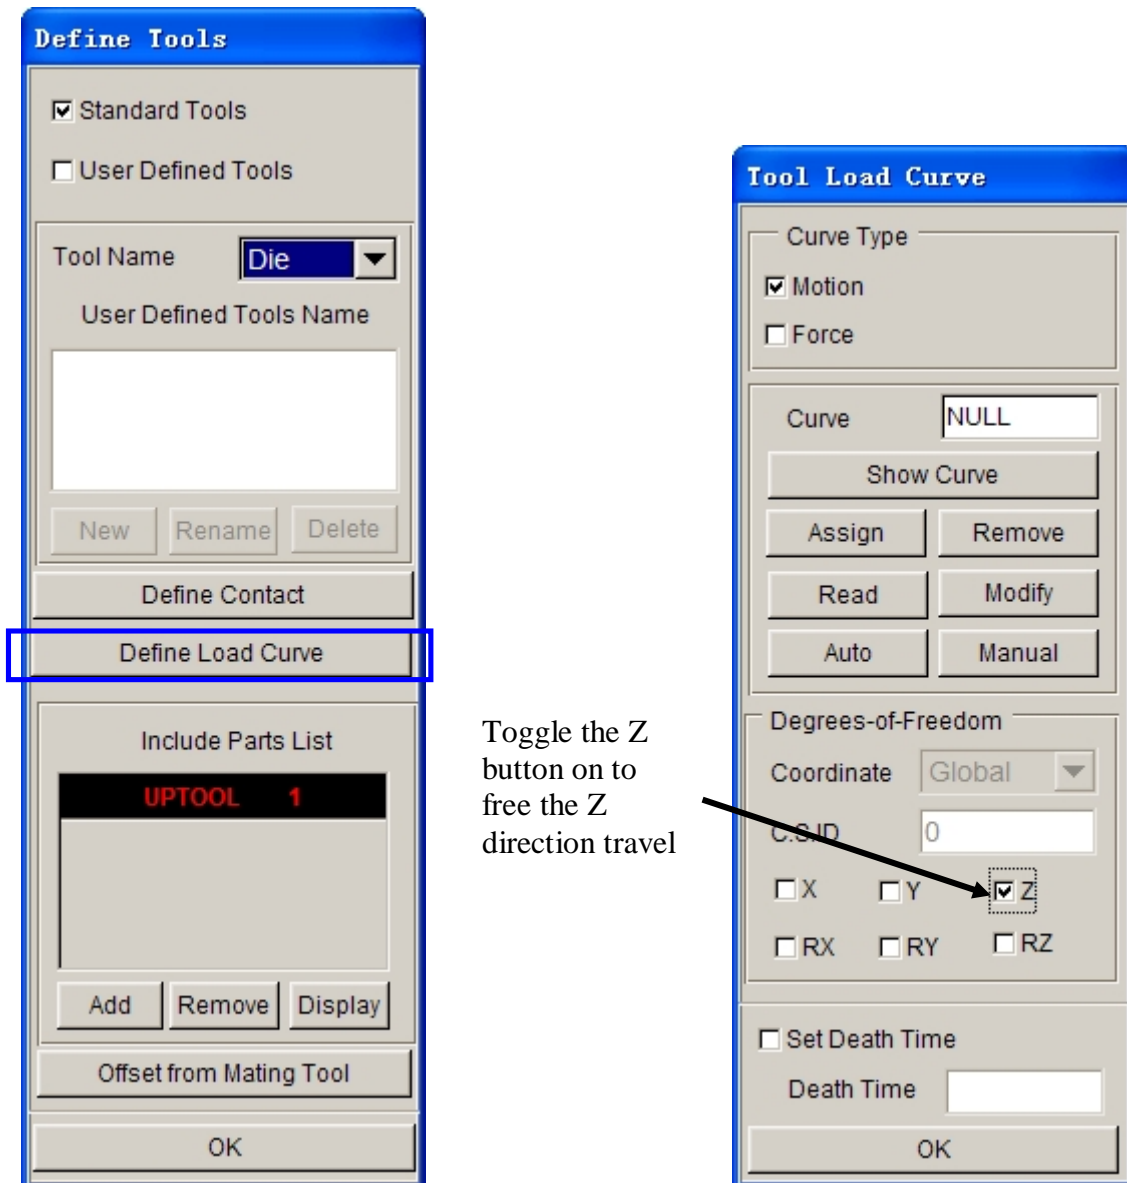 Define Tools
Standard Tools
User Defined Tools
Tool Name
Die
User Defined Tools Name
New
Rename
Delete
Define Contact
Define Load Curve
Include Parts List
UPTOOL 1
Add
Remove
Display
Offset from Mating Tool
OK
Toggle the Z
button on to
free the Z
direction travel
Tool Load Curve
Curve Type
Motion
Force
Curve
NULL
Show Curve
Assign
Remove
Read
Modify
Auto
Manual
Degrees-of-Freedom
Coordinate
Global
C.S.ID
0
X
Y
Z
RX
RY
RZ
Set Death Time
Death Time
OK